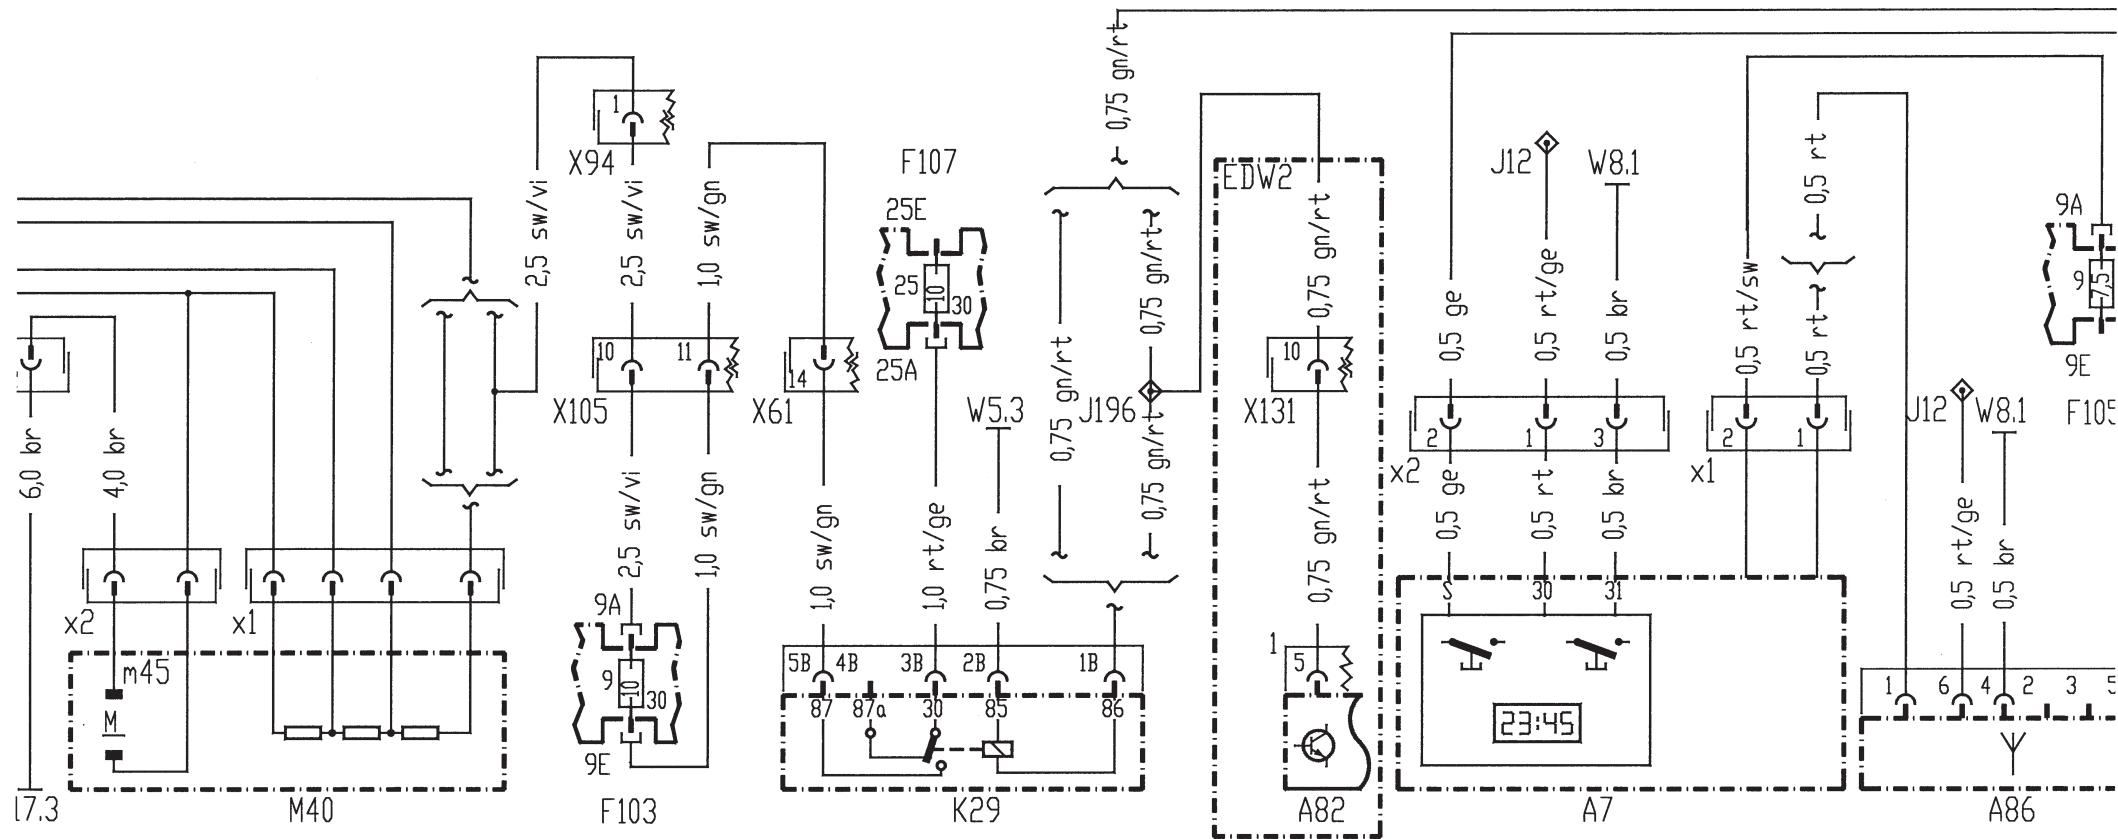 0,75 gn/rt
1
X94
F107
EDW2
J12
W8.1
0,5 rt
9A
2,5 sw/vi
2,5 sw/vi
1,0 sw/gn
25E
25
10
30
25A
0,75 gn/rt
0,75 gn/rt
0,75 gn/rt
0,5 ge
0,5 rt/ge
0,5 br
0,5 rt/sw
0,5 rt
9
7,5
9E
F105
10
11
X105
14
X61
W5.3
J196
0,75 gn/rt
10
X131
2
1
3
x2
2
1
x1
J12
W8.1
6,0 br
4,0 br
2,5 sw/vi
1,0 sw/gn
1,0 sw/gn
1,0 rt/ge
0,75 br
0,75 gn/rt
0,5 ge
0,5 rt
0,5 br
0,5 rt/ge
0,5 br
x2
x1
9A
S
30
31
m45
M
9
10
30
9E
5B
4B
3B
2B
1B
87
87a
30
85
86
1
5
23:45
1
6
4
2
3
5
17.3
M40
F103
K29
A82
A7
A86